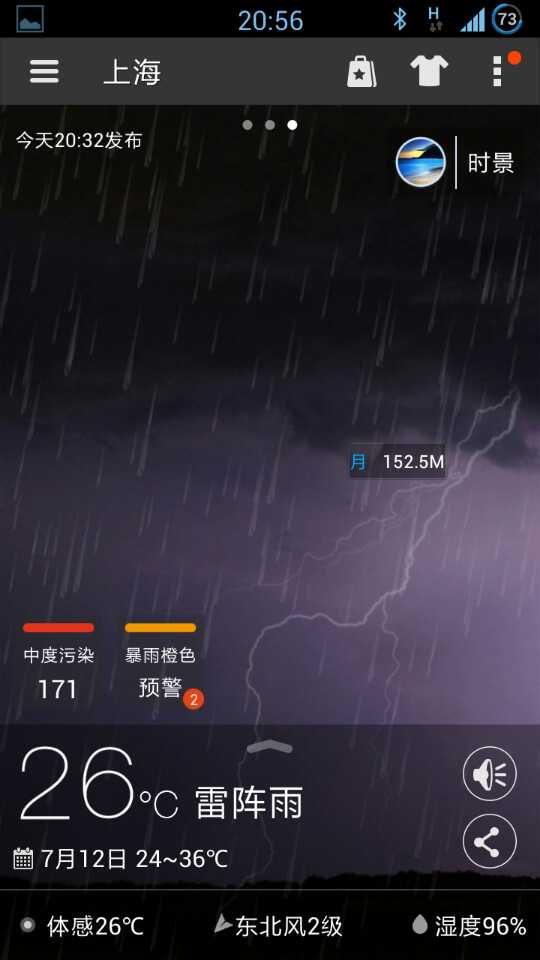 20:56
H
73
上海
今天20:32发布
时景
月 152.5M
中度污染
171
暴雨橙色
预警
2
26℃ 雷阵雨
7月12日 24~36℃
体感26℃
东北风2级
湿度96%